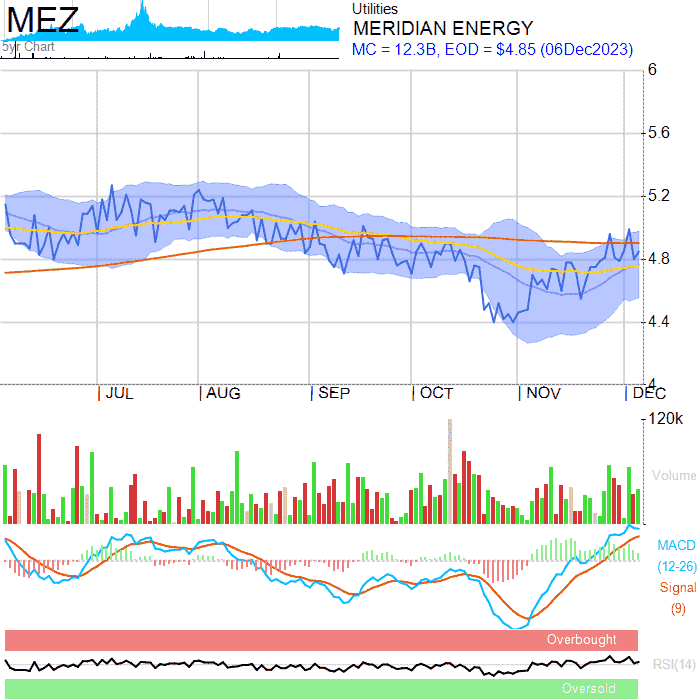 MEZ
5yr Chart
Utilities
MERIDIAN ENERGY
MC = 12.3B, EOD = $4.85 (06Dec2023)
6
5.6
5.2
4.8
4.4
4
JUL AUG SEP OCT NOV DEC
120k
Volume
MACD
(12-26)
Signal
(9)
Overbought
RSI(14)
Oversold